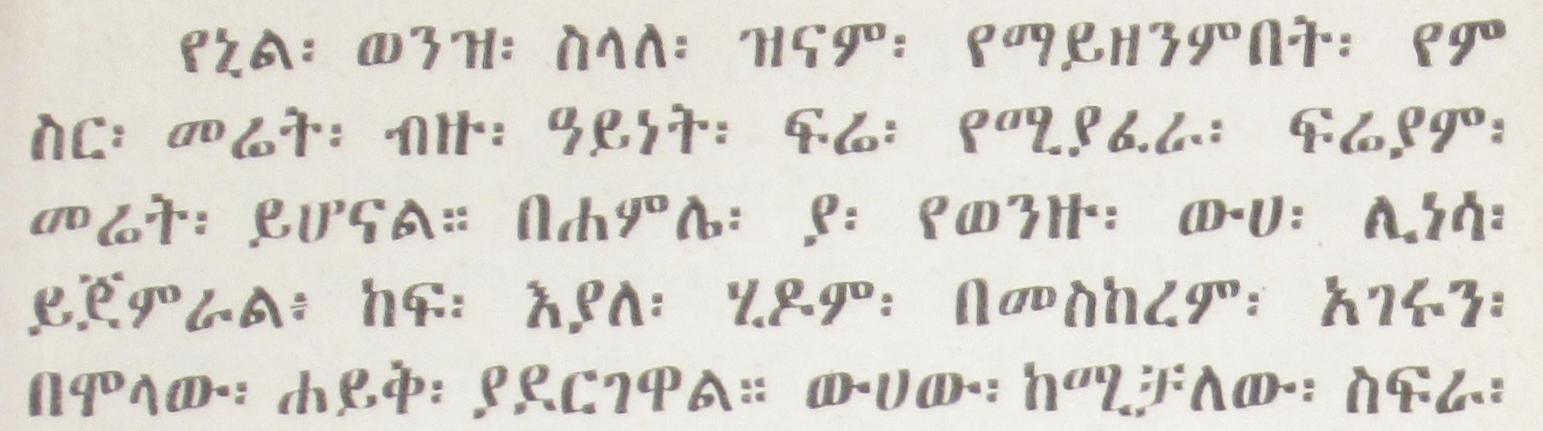 የኒል፡ ወንዝ፡ ስላለ፡ ዝናም፡ የማይዘንምበት፡ የም
ስር፡ መሬት፡ ብዙ፡ ዓይነት፡ ፍሬ፡ የሚያፈራ፡ ፍሬያም፡
መሬት፡ ይሆናል። በሐምሌ፡ ያ፡ የወንዙ፡ ውሀ፡ ሊነሳ፡
ይጀምራል፥ ከፍ፡ እያለ፡ ሂዶም፡ በመስከረም፡ አገሩን፡
በምላው፡ ሐይቅ፡ ያደርገዋል። ውሀው፡ ከሚቻለው፡ ስፍራ፡